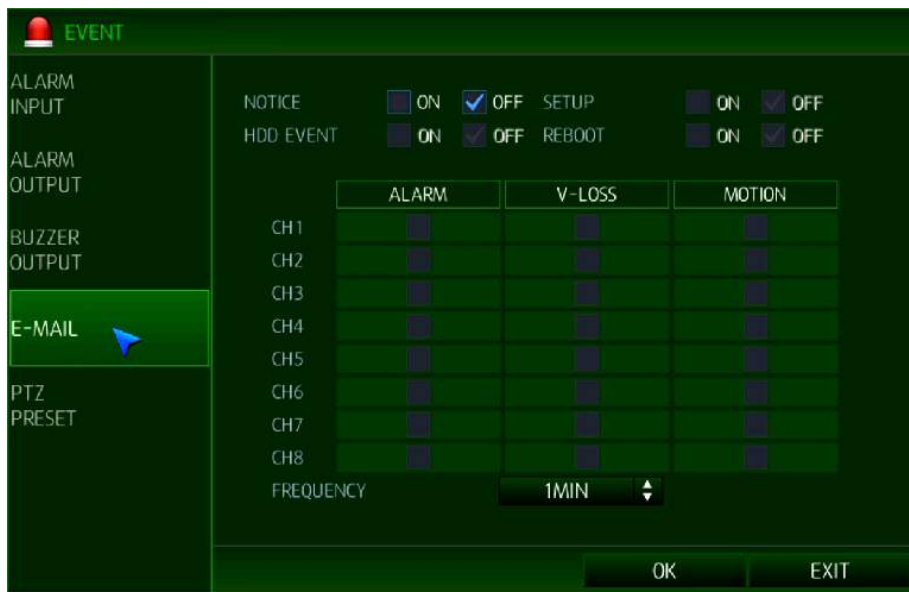 EVENT
ALARM
INPUT
ALARM
OUTPUT
BUZZER
OUTPUT
E-MAIL
PTZ
PRESET
NOTICE ON OFF SETUP ON OFF
HDD EVENT ON OFF REBOOT ON OFF
ALARM V-LOSS MOTION
CH1
CH2
CH3
CH4
CH5
CH6
CH7
CH8
FREQUENCY 1MIN
OK EXIT